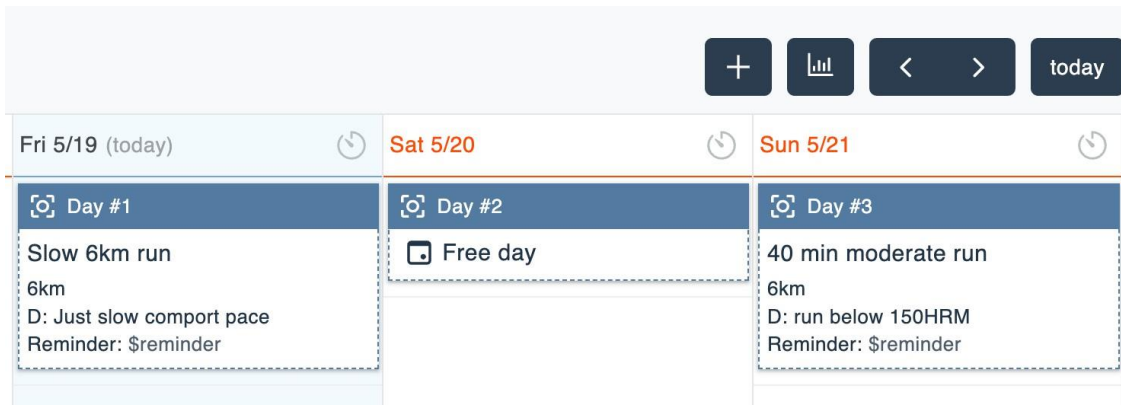 today
Fri 5/19 (today)
Sat 5/20
Sun 5/21
Day #1
Slow 6km run
6km
D: Just slow comport pace
Reminder: $reminder
Day #2
Free day
Day #3
40 min moderate run
6km
D: run below 150HRM
Reminder: $reminder